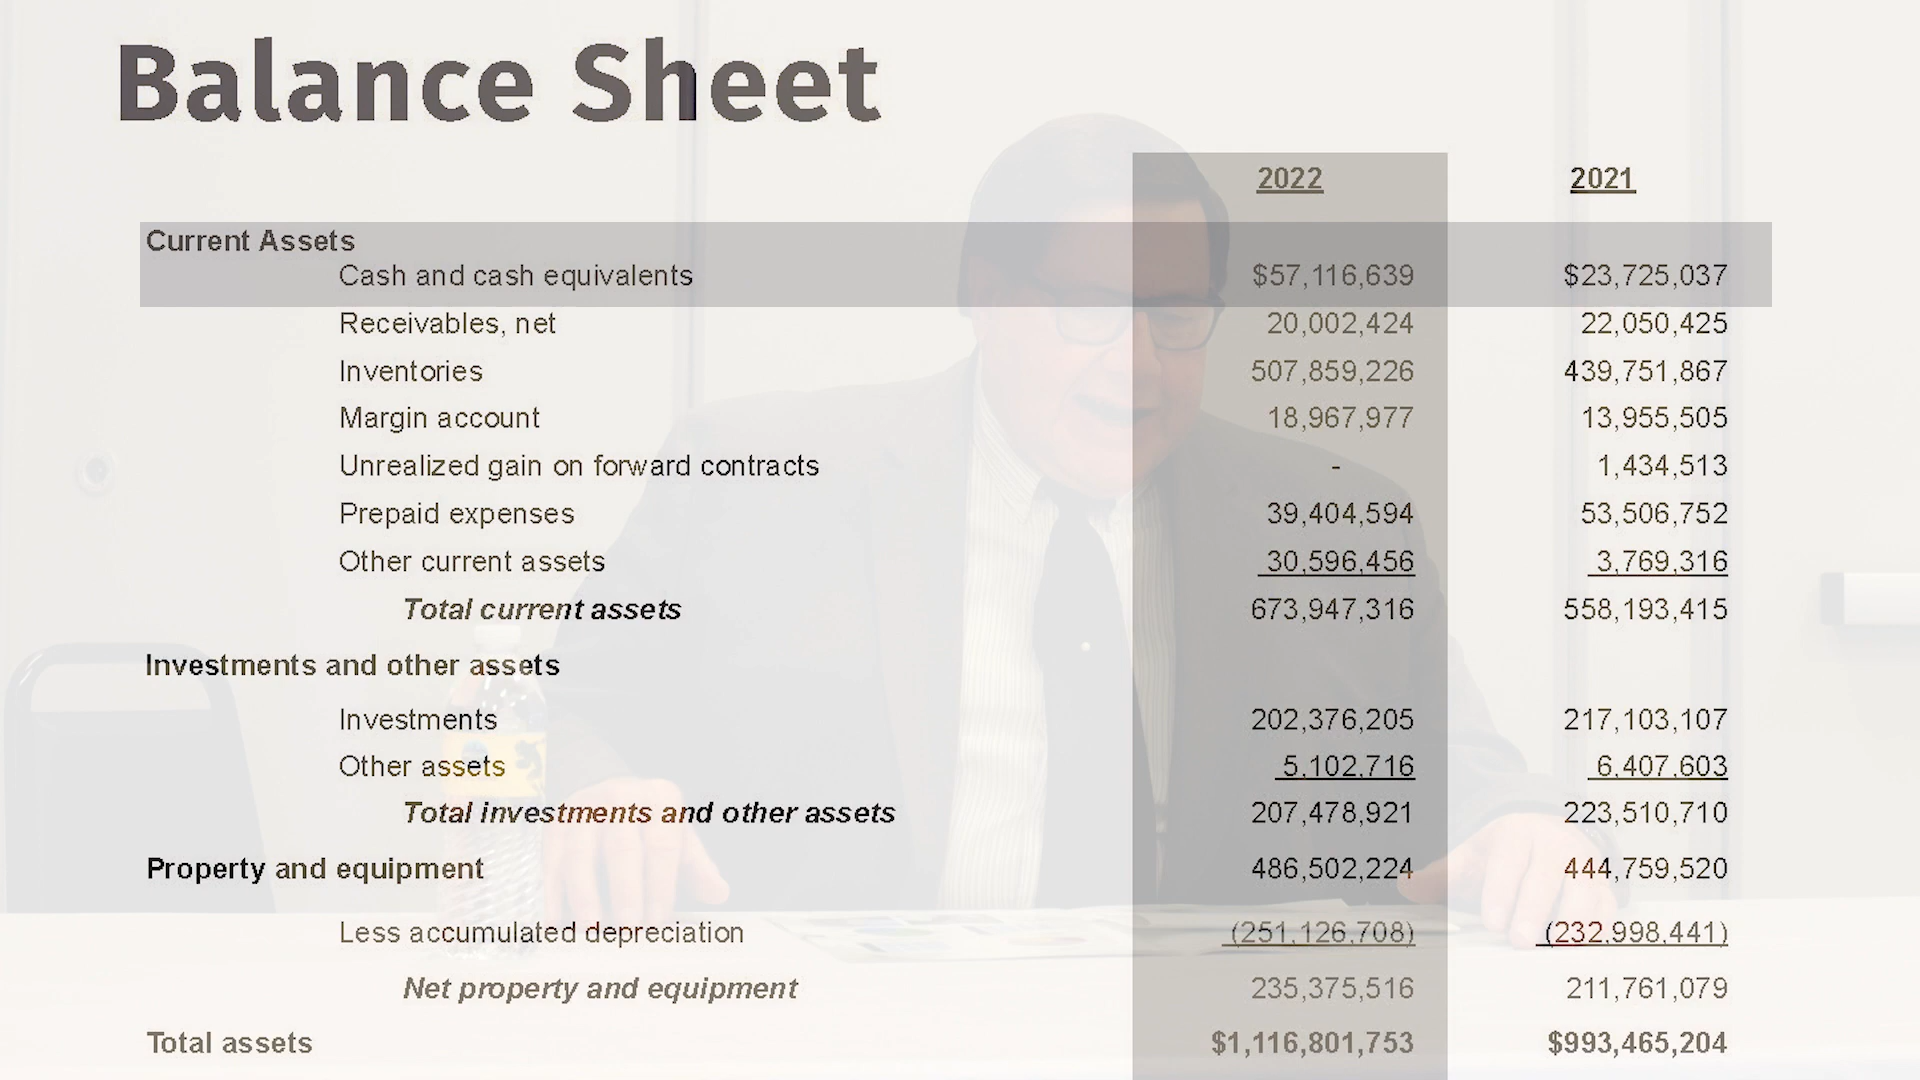 Balance Sheet
2022 2021
Current Assets
Cash and cash equivalents $57,116,639 $23,725,037
Receivables, net 20,002,424 22,050,425
Inventories 507,859,226 439,751,867
Margin account 18,967,977 13,955,505
Unrealized gain on forward contracts - 1,434,513
Prepaid expenses 39,404,594 53,506,752
Other current assets 30,596,456 3,769,316
Total current assets 673,947,316 558,193,415
Investments and other assets
Investments 202,376,205 217,103,107
Other assets 5,102,716 6,407,603
Total investments and other assets 207,478,921 223,510,710
Property and equipment 486,502,224 444,759,520
Less accumulated depreciation (251,126,708) (232,998,441)
Net property and equipment 235,375,516 211,761,079
Total assets $1,116,801,753 $993,465,204